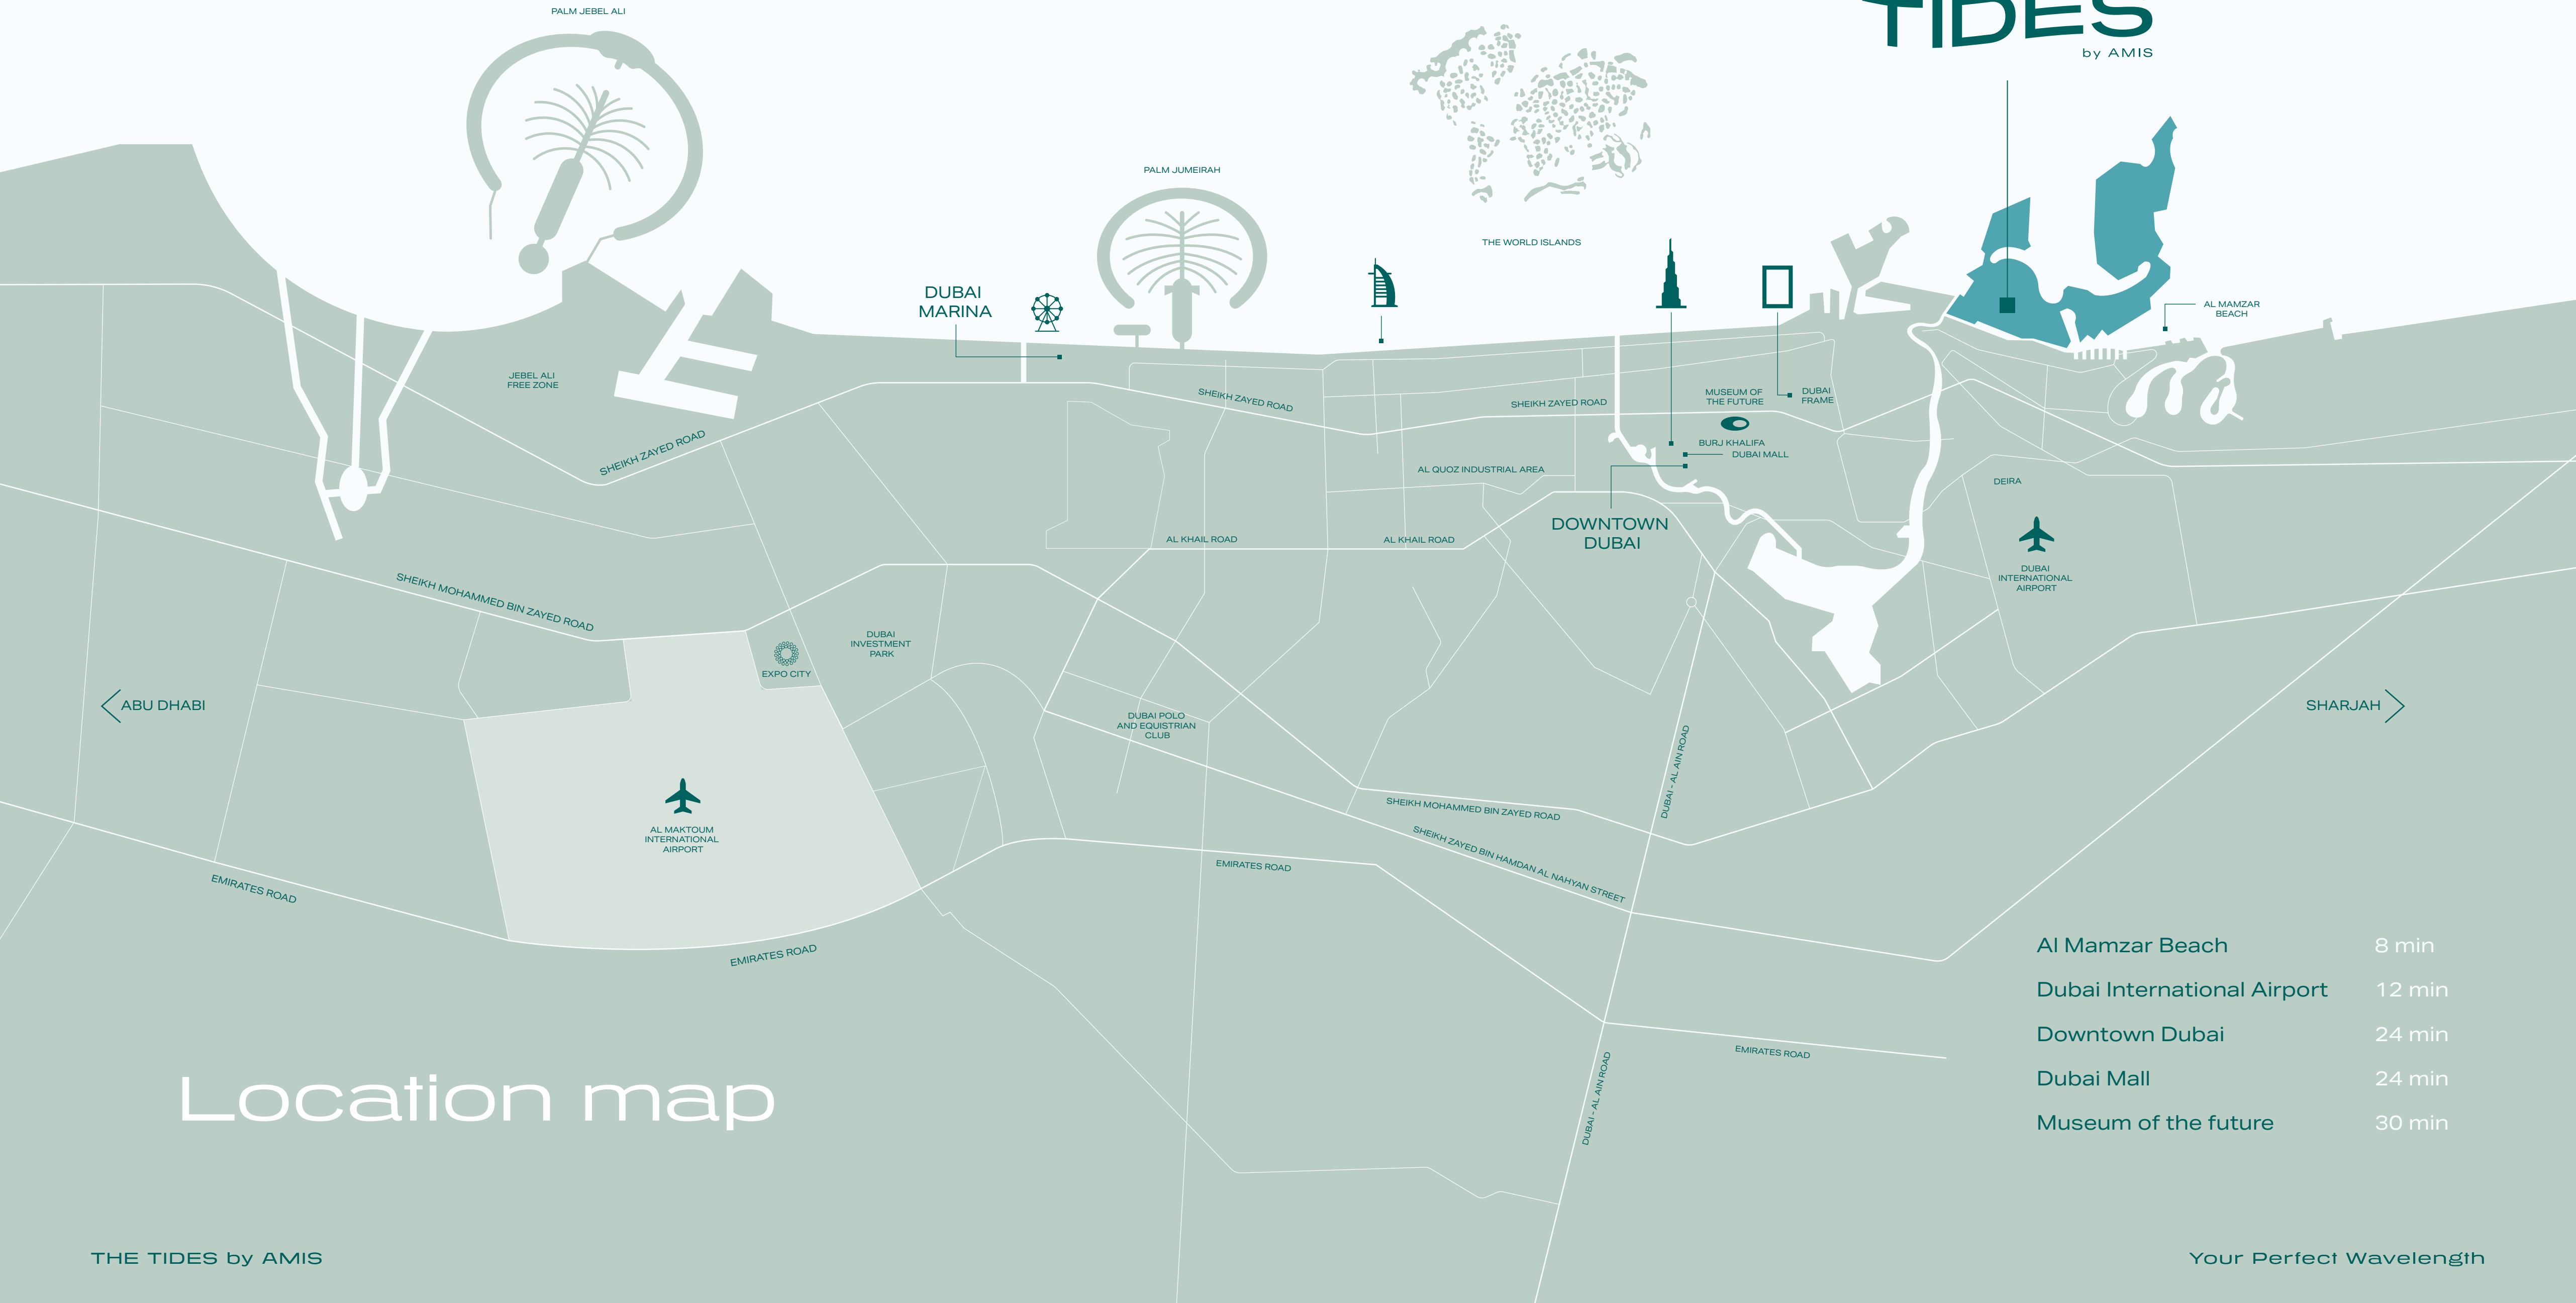 PALM JEBEL ALI
TIDES
by AMIS
PALM JUMEIRAH
THE WORLD ISLANDS
DUBAI
MARINA
AL MAMZAR
BEACH
JEBEL ALI
FREE ZONE
SHEIKH ZAYED ROAD
SHEIKH ZAYED ROAD
SHEIKH ZAYED ROAD
MUSEUM OF
THE FUTURE
DUBAI
FRAME
BURJ KHALIFA
DUBAI MALL
AL QUOZ INDUSTRIAL AREA
DEIRA
DOWNTOWN
DUBAI
AL KHAIL ROAD
AL KHAIL ROAD
DUBAI
INTERNATIONAL
AIRPORT
SHEIKH MOHAMMED BIN ZAYED ROAD
DUBAI
INVESTMENT
PARK
EXPO CITY
ABU DHABI
SHARJAH
DUBAI POLO
AND EQUISTRIAN
CLUB
DUBAI - AL AIN ROAD
SHEIKH MOHAMMED BIN ZAYED ROAD
SHEIKH ZAYED BIN HAMDAN AL NAHYAN STREET
AL MAKTOUM
INTERNATIONAL
AIRPORT
EMIRATES ROAD
EMIRATES ROAD
EMIRATES ROAD
EMIRATES ROAD
DUBAI - AL AIN ROAD
Al Mamzar Beach 8 min
Dubai International Airport 12 min
Downtown Dubai 24 min
Dubai Mall 24 min
Museum of the future 30 min
Location map
THE TIDES by AMIS
Your Perfect Wavelength